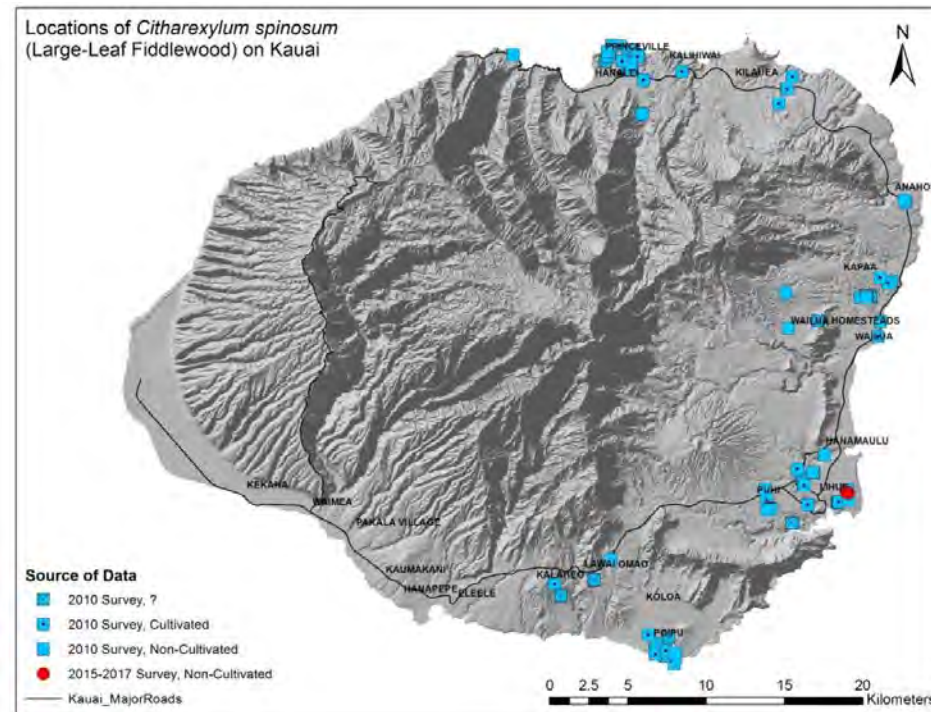 Locations of Citharexylum spinosum
(Large-Leaf Fiddlewood) on Kauai
N
PRINCEVILLE
KALIHIWAI
HANALEI
KILAUEA
ANAHO
KAPAA
WAILUA HOMESTEADS
WAILUA
HANAMAULU
LIHUE
PUHI
KEKAHA
WAIMEA
PAKALA VILLAGE
KAUMAKANI
HANAPEPE
ELEELE
KALAHEO
LAWAI
OMAO
KOLOA
POIPU
Source of Data
2010 Survey, ?
2010 Survey, Cultivated
2010 Survey, Non-Cultivated
2015-2017 Survey, Non-Cultivated
Kauai_MajorRoads
0 2.5 5 10 15 20
Kilometers